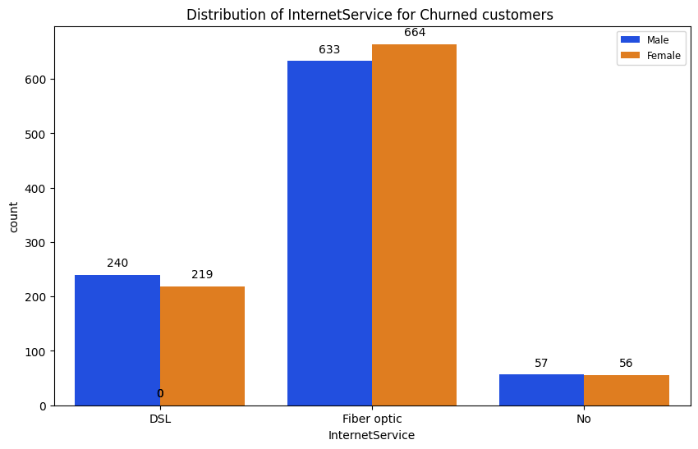 Distribution of InternetService for Churned customers
Male
Female
count
600
500
400
300
200
100
0
633
664
240
219
57
56
0
DSL
Fiber optic
No
InternetService